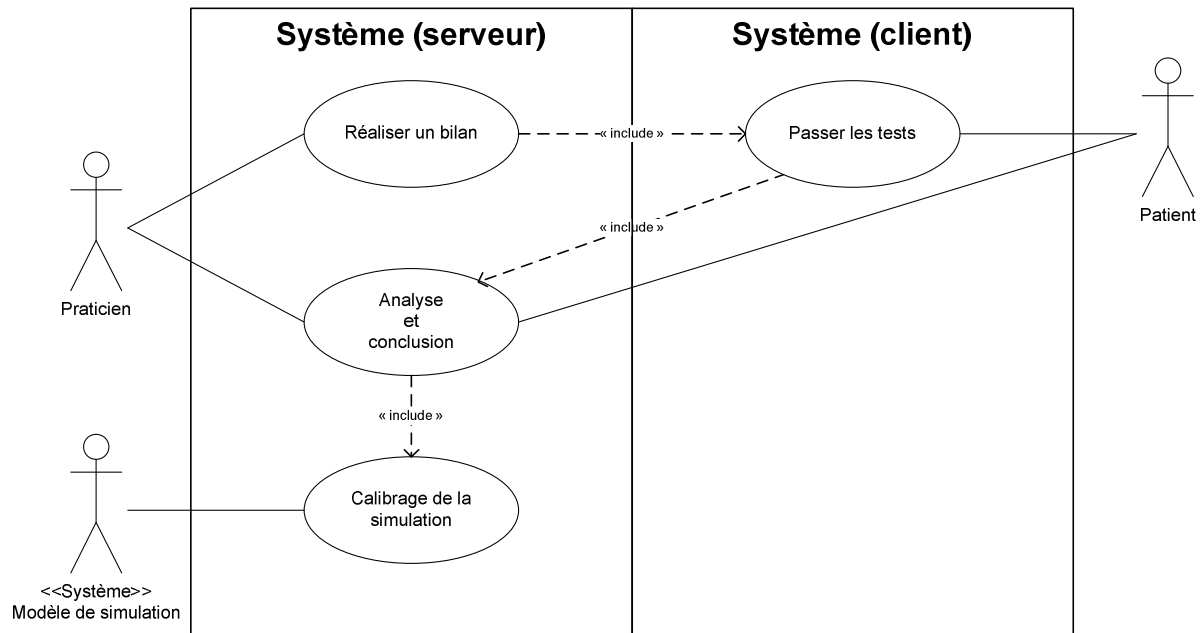 Système (serveur)
Système (client)
Réaliser un bilan
« include »
Passer les tests
Patient
« include »
Praticien
Analyse
et
conclusion
« include »
Calibrage de la
simulation
<<Système>>
Modèle de simulation